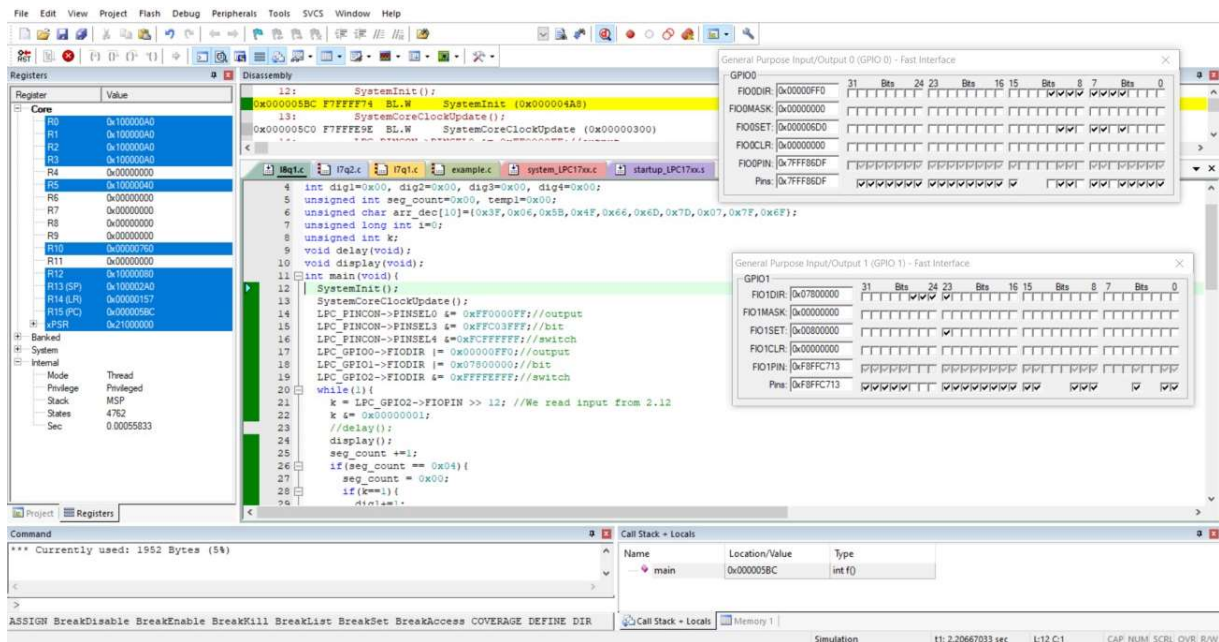 File Edit View Project Flash Debug Peripherals Tools SVCS Window Help
Registers
Register Value
Core
R0 0x100000A0
R1 0x100000A0
R2 0x100000A0
R3 0x100000A0
R4 0x00000000
R5 0x10000040
R6 0x00000000
R7 0x00000000
R8 0x00000000
R9 0x00000000
R10 0x00000760
R11 0x00000000
R12 0x10000080
R13 (SP) 0x100002A0
R14 (LR) 0x00000157
R15 (PC) 0x000005BC
xPSR 0x21000000
Banked
System
Internal
Mode Thread
Privilege Privileged
Stack MSP
States 4762
Sec 0.00055833
Project Registers
Disassembly
12: SystemInit();
0x000005BC F7FFFF74 BL.W SystemInit (0x000004A8)
13: SystemCoreClockUpdate();
0x000005C0 F7FFFE9E BL.W SystemCoreClockUpdate (0x00000300)
l8q1.c l7q2.c l7q1.c example.c system_LPC17xx.c startup_LPC17xx.s
4 int dig1=0x00, dig2=0x00, dig3=0x00, dig4=0x00;
5 unsigned int seg_count=0x00, temp1=0x00;
6 unsigned char arr_dec[10]={0x3F,0x06,0x5B,0x4F,0x66,0x6D,0x7D,0x07,0x7F,0x6F};
7 unsigned long int i=0;
8 unsigned int k;
9 void delay(void);
10 void display(void);
11 int main(void){
12 SystemInit();
13 SystemCoreClockUpdate();
14 LPC_PINCON->PINSEL0 &= 0xFF0000FF;//output
15 LPC_PINCON->PINSEL3 &= 0xFFC03FFF;//bit
16 LPC_PINCON->PINSEL4 &=0xFCFFFFFF;//switch
17 LPC_GPIO0->FIODIR |= 0x00000FF0;//output
18 LPC_GPIO1->FIODIR |= 0x07800000;//bit
19 LPC_GPIO2->FIODIR &= 0xFFFFEFFF;//switch
20 while(1){
21 k = LPC_GPIO2->FIOPIN >> 12; //We read input from 2.12
22 k &= 0x00000001;
23 //delay();
24 display();
25 seg_count +=1;
26 if(seg_count == 0x04){
27 seg_count = 0x00;
28 if(k==1){
29 dig1+=1;
General Purpose Input/Output 0 (GPIO 0) - Fast Interface
GPIO0
31 Bits 24 23 Bits 16 15 Bits 8 7 Bits 0
FIO0DIR: 0x00000FF0
FIO0MASK: 0x00000000
FIO0SET: 0x000006D0
FIO0CLR: 0x00000000
FIO0PIN: 0x7FFF86DF
Pins: 0x7FFF86DF
General Purpose Input/Output 1 (GPIO 1) - Fast Interface
GPIO1
31 Bits 24 23 Bits 16 15 Bits 8 7 Bits 0
FIO1DIR: 0x07800000
FIO1MASK: 0x00000000
FIO1SET: 0x00800000
FIO1CLR: 0x00000000
FIO1PIN: 0xF8FFC713
Pins: 0xF8FFC713
Command
*** Currently used: 1952 Bytes (5%)
>
ASSIGN BreakDisable BreakEnable BreakKill BreakList BreakSet BreakAccess COVERAGE DEFINE DIR
Call Stack + Locals
Name Location/Value Type
main 0x000005BC int f()
Call Stack + Locals Memory 1
Simulation t1: 2.20667033 sec L:12 C:1 CAP NUM SCRL OVR R/W